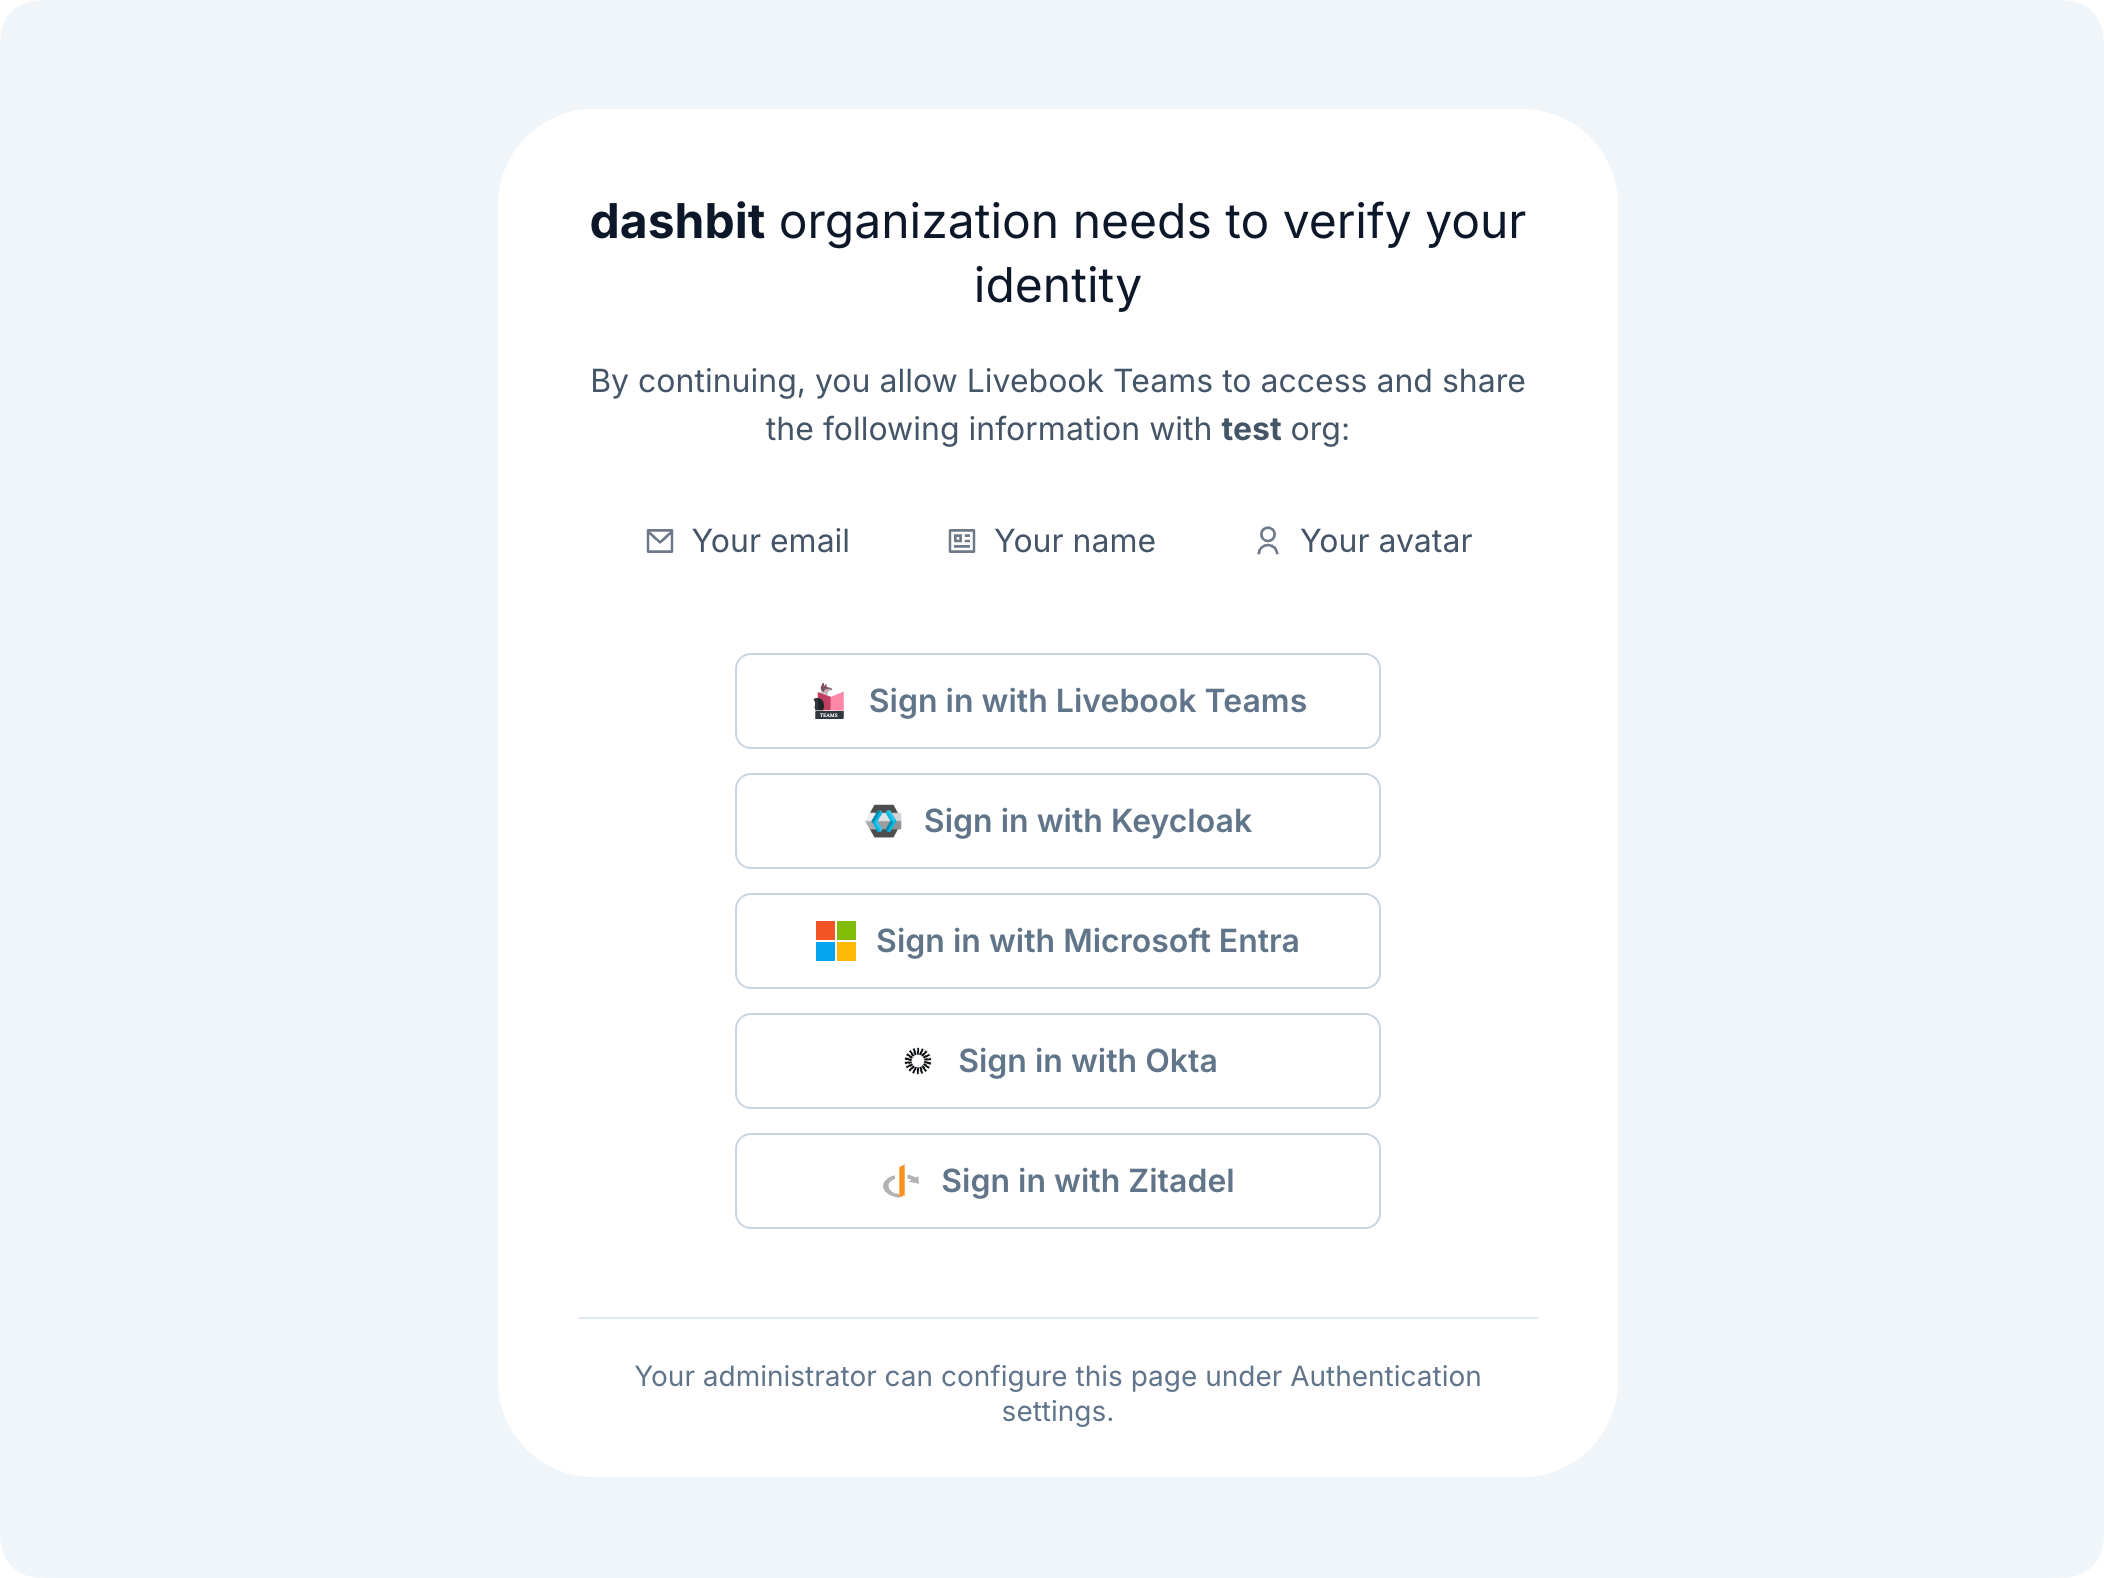 dashbit organization needs to verify your
identity
By continuing, you allow Livebook Teams to access and share
the following information with test org:
Your email
Your name
Your avatar
TEAMS
Sign in with Livebook Teams
Sign in with Keycloak
Sign in with Microsoft Entra
Sign in with Okta
Sign in with Zitadel
Your administrator can configure this page under Authentication
settings.